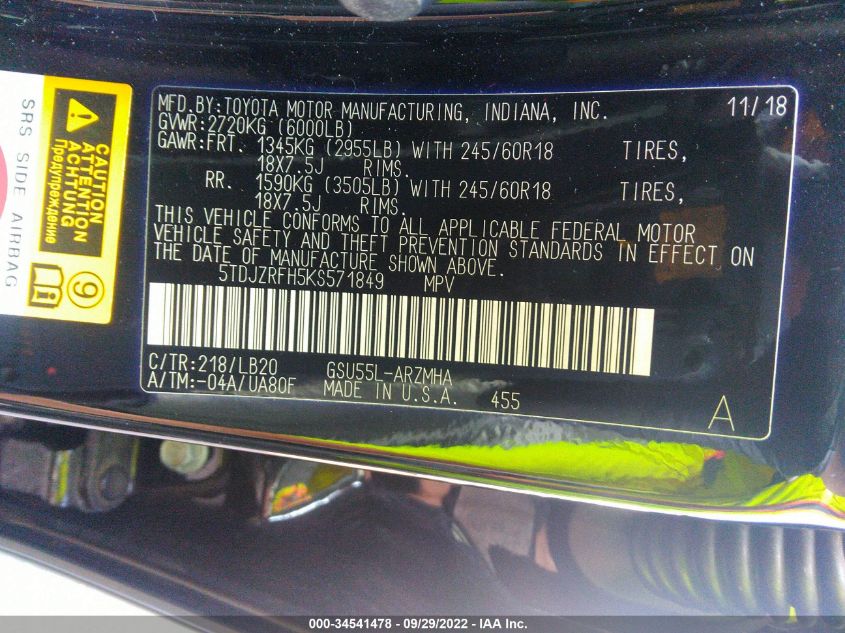 SRS SIDE AIRBAG
CAUTION
ATTENTION
ACHTUNG
Предупреждение
9
MFD.BY:TOYOTA MOTOR MANUFACTURING, INDIANA, INC. 11/18
GVWR:2720KG (6000LB)
GAWR:FRT. 1345KG (2955LB) WITH 245/60R18 TIRES,
18X7.5J RIMS.
RR. 1590KG (3505LB) WITH 245/60R18 TIRES,
18X7.5J RIMS.
THIS VEHICLE CONFORMS TO ALL APPLICABLE FEDERAL MOTOR
VEHICLE SAFETY AND THEFT PREVENTION STANDARDS IN EFFECT ON
THE DATE OF MANUFACTURE SHOWN ABOVE.
5TDJZRFH5KS571849 MPV
C/TR:218/LB20 GSU55L-ARZMHA
A/TM:-04A/UA80F MADE IN U.S.A. 455 A
000-34541478 - 09/29/2022 - IAA Inc.